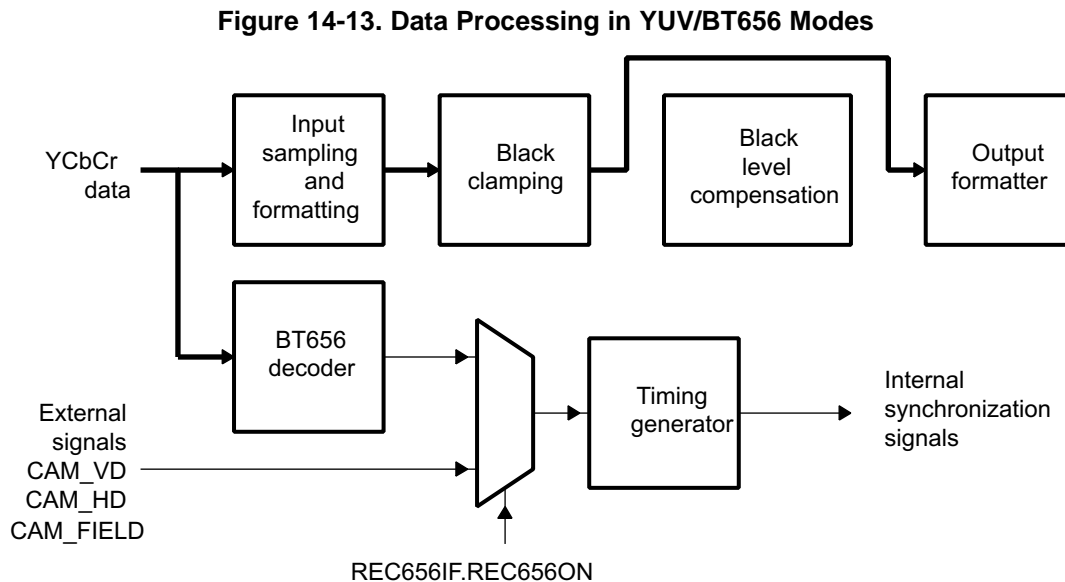 Figure 14-13. Data Processing in YUV/BT656 Modes
YCbCr
data
Input
sampling
and
formatting
Black
clamping
Black
level
compensation
Output
formatter
BT656
decoder
External
signals
CAM_VD
CAM_HD
CAM_FIELD
Timing
generator
Internal
synchronization
signals
REC656IF.REC656ON